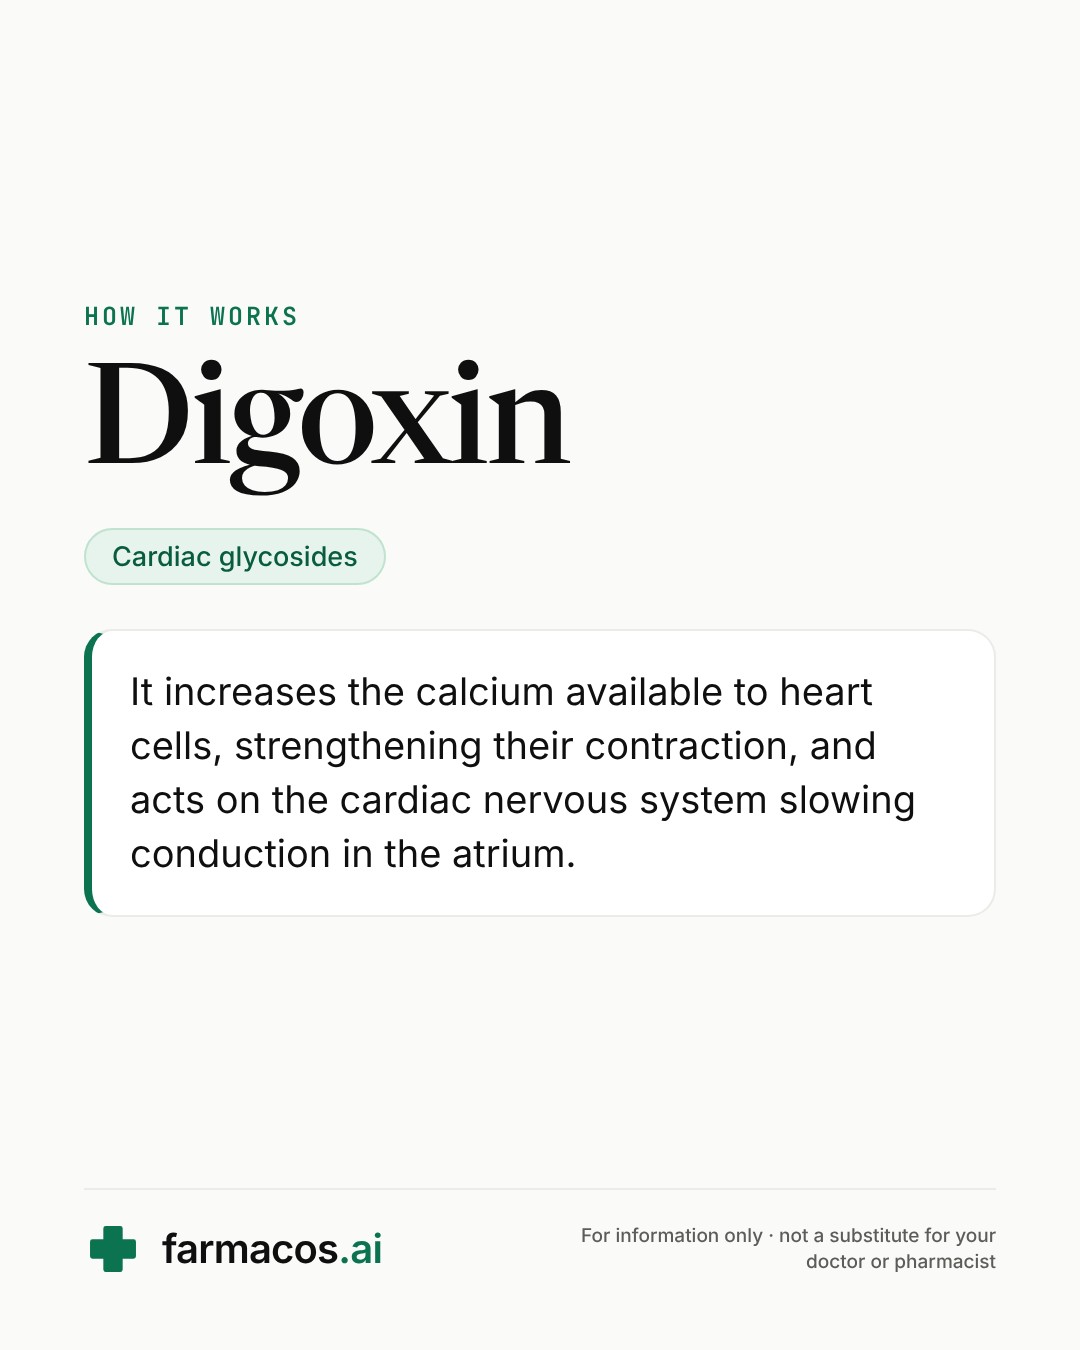 HOW IT WORKS
Digoxin
Cardiac glycosides
It increases the calcium available to heart
cells, strengthening their contraction, and
acts on the cardiac nervous system slowing
conduction in the atrium.
farmacos.ai
For information only · not a substitute for your
doctor or pharmacist